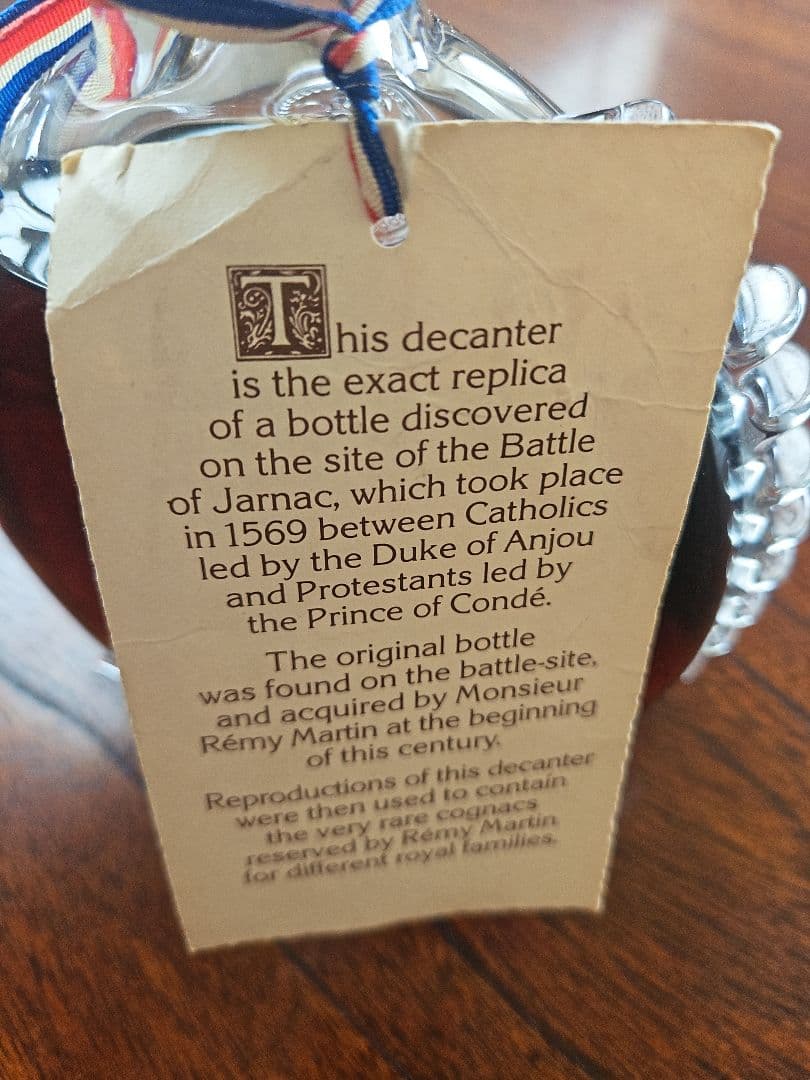 This decanter
is the exact replica
of a bottle discovered
on the site of the Battle
of Jarnac, which took place
in 1569 between Catholics
led by the Duke of Anjou
and Protestants led by
the Prince of Condé.
The original bottle
was found on the battle-site,
and acquired by Monsieur
Rémy Martin at the beginning
of this century.
Reproductions of this decanter
were then used to contain
the very rare cognacs
reserved by Rémy Martin
for different royal families.